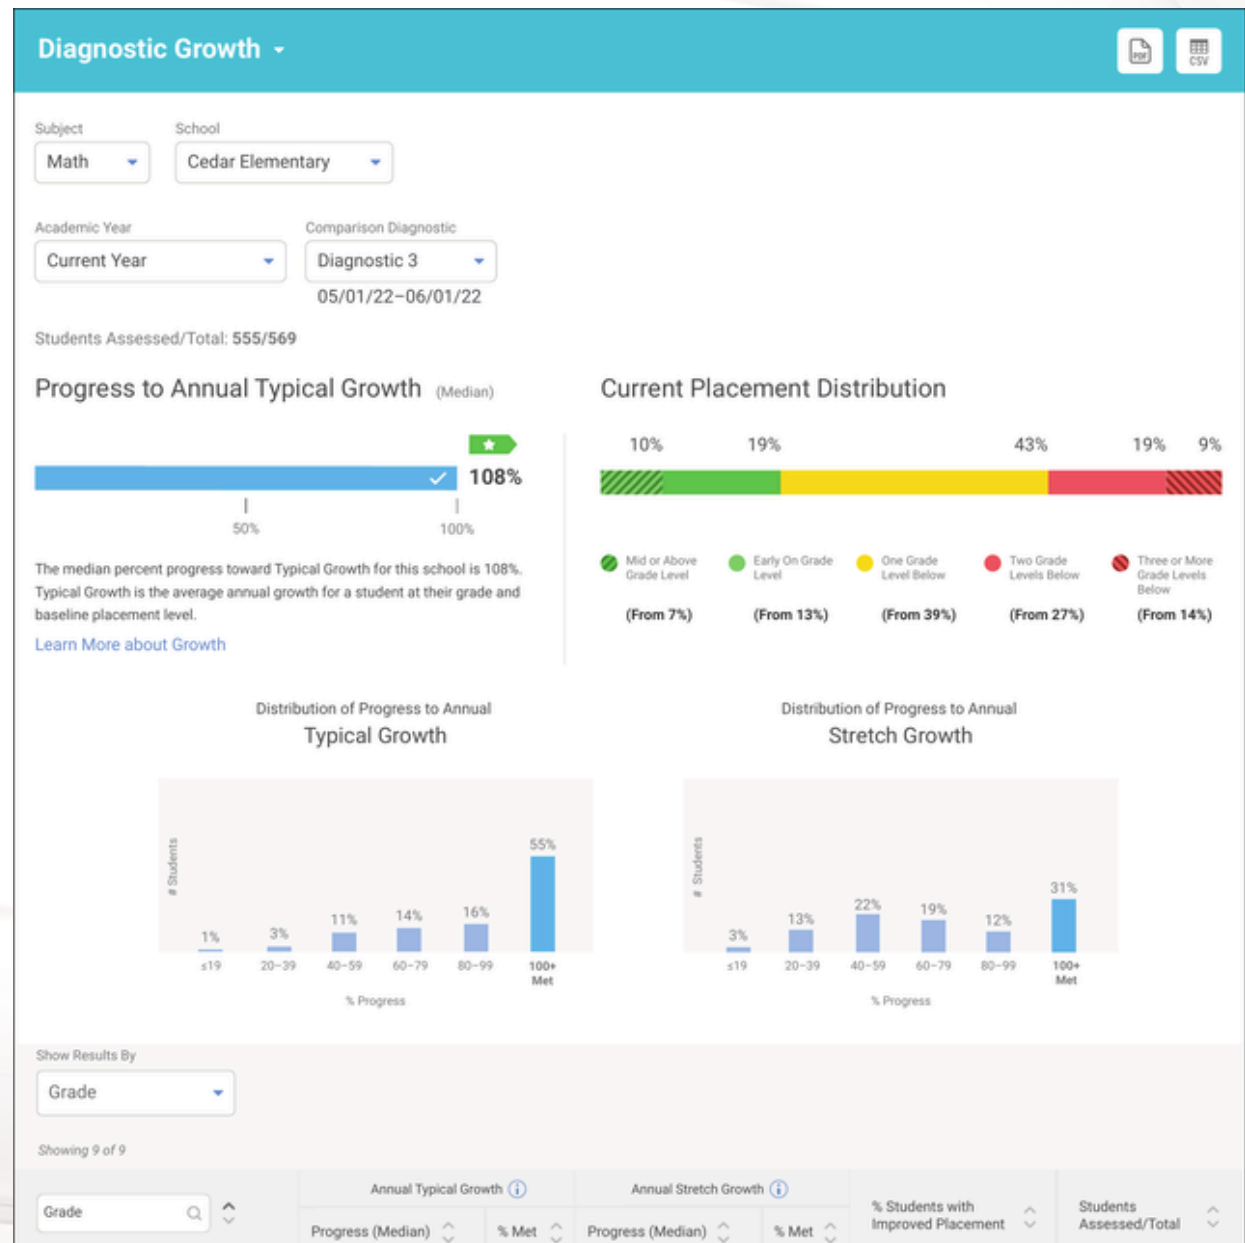 Diagnostic Growth
PDF
CSV
Subject
School
Math
Cedar Elementary
Academic Year
Comparison Diagnostic
Current Year
Diagnostic 3
05/01/22–06/01/22
Students Assessed/Total: 555/569
Progress to Annual Typical Growth (Median)
108%
50%
100%
The median percent progress toward Typical Growth for this school is 108%.
Typical Growth is the average annual growth for a student at their grade and
baseline placement level.
Learn More about Growth
Current Placement Distribution
10% 19% 43% 19% 9%
Mid or Above
Grade Level
(From 7%)
Early On Grade
Level
(From 13%)
One Grade
Level Below
(From 39%)
Two Grade
Levels Below
(From 27%)
Three or More
Grade Levels
Below
(From 14%)
Distribution of Progress to Annual
Typical Growth
# Students
1% 3% 11% 14% 16% 55%
≤19 20–39 40–59 60–79 80–99 100+
Met
% Progress
Distribution of Progress to Annual
Stretch Growth
# Students
3% 13% 22% 19% 12% 31%
≤19 20–39 40–59 60–79 80–99 100+
Met
% Progress
Show Results By
Grade
Showing 9 of 9
Grade
Annual Typical Growth
Progress (Median) % Met
Annual Stretch Growth
Progress (Median) % Met
% Students with
Improved Placement
Students
Assessed/Total